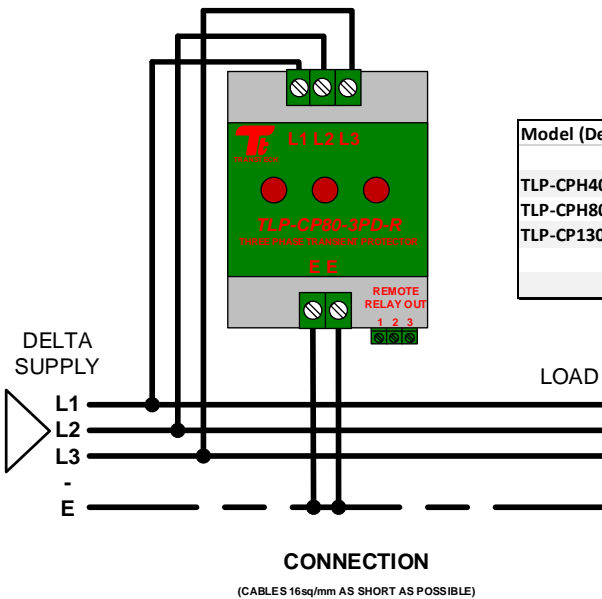 L1 L2 L3
TLP-CP80-3PD-R
THREE PHASE TRANSIENT PROTECTOR
E E
REMOTE
RELAY OUT
1 2 3
Model (De
TLP-CPH40
TLP-CPH80
TLP-CP130
DELTA
SUPPLY
LOAD
L1
L2
L3
-
E
CONNECTION
(CABLES 16sq/mm AS SHORT AS POSSIBLE)